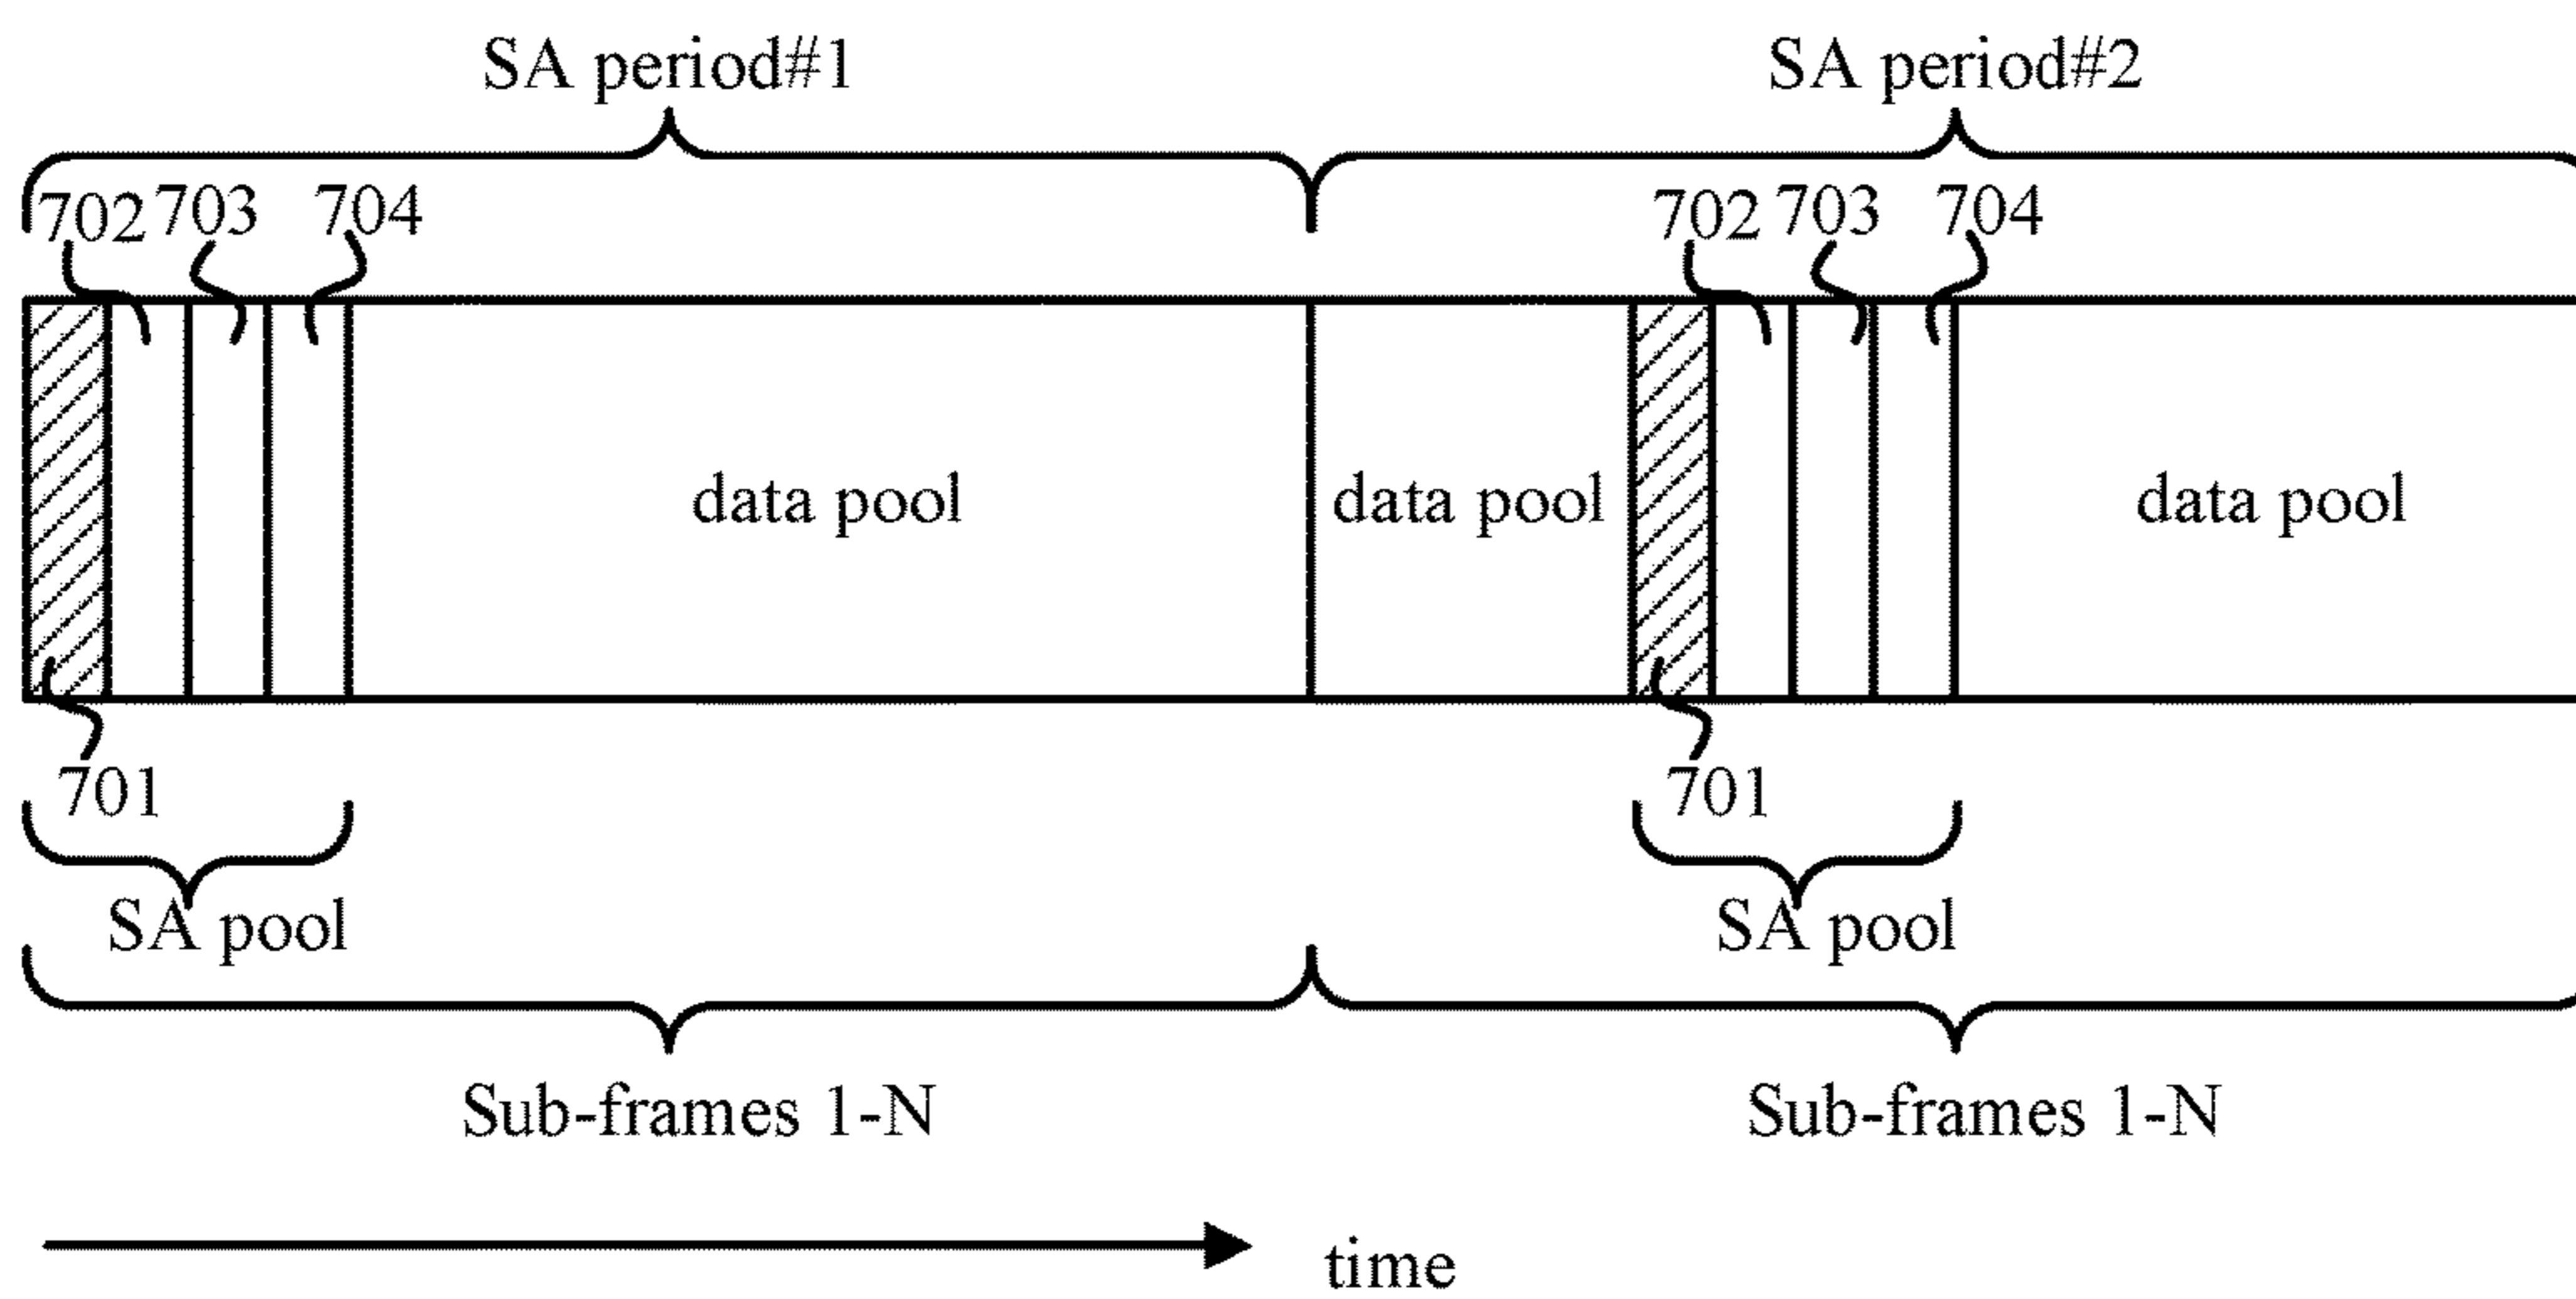 SA period#1
SA period#2
702
703
704
702
703
704
data pool
data pool
data pool
701
701
SA pool
SA pool
Sub-frames 1-N
Sub-frames 1-N
time